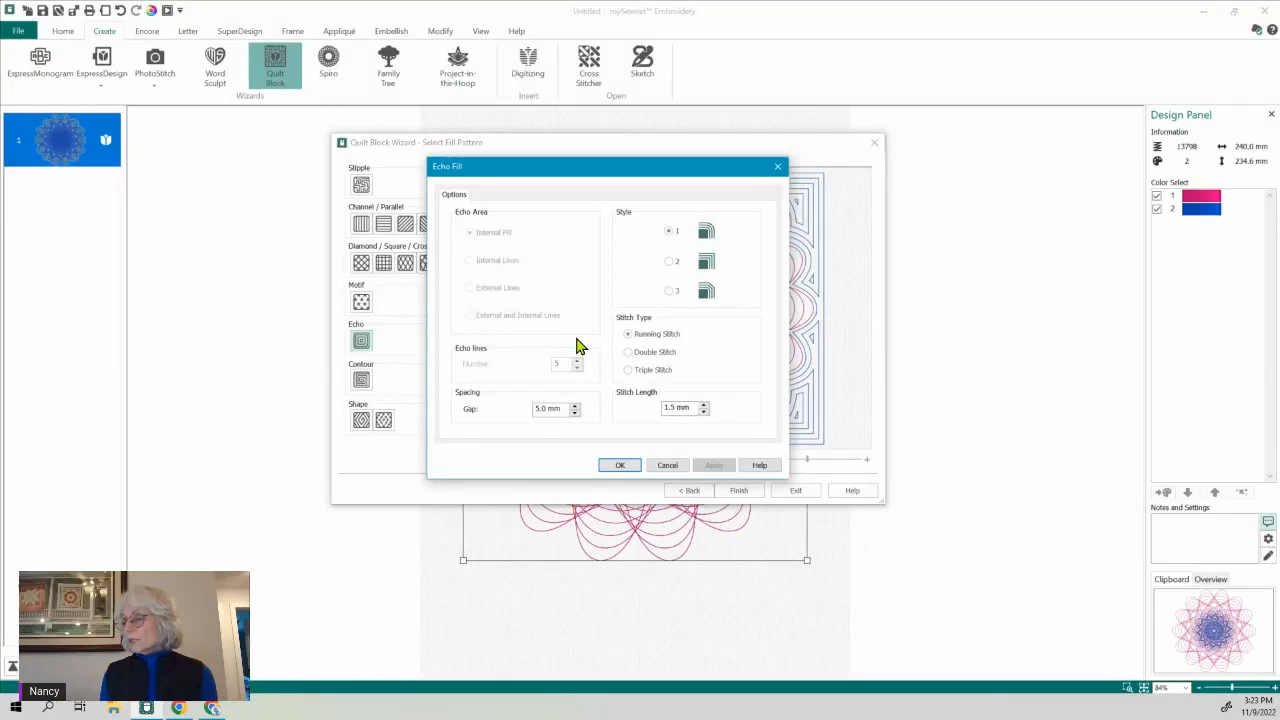 Untitled - mySewnet™ Embroidery
File Home Create Encore Letter SuperDesign Frame Appliqué Embellish Modify View Help
ExpressMonogram ExpressDesign PhotoStitch Word Sculpt Quilt Block Spiro Family Tree Project-in-the-Hoop Digitizing Cross Stitcher Sketch
Wizards Insert Open
1
Quilt Block Wizard - Select Fill Pattern
Stipple
Channel / Parallel
Diamond / Square / Cros
Motif
Echo
Contour
Shape
Echo Fill
Options
Echo Area
Internal Fill
Internal Lines
External Lines
External and Internal Lines
Echo lines
Number: 5
Spacing
Gap: 5.0 mm
Style
1
2
3
Stitch Type
Running Stitch
Double Stitch
Triple Stitch
Stitch Length
1.5 mm
OK Cancel Apply Help
< Back Finish Exit Help
Design Panel
Information
13798 240.0 mm
2 234.6 mm
Color Select
1
2
Notes and Settings
Clipboard Overview
84%
Nancy
3:23 PM
11/9/2022